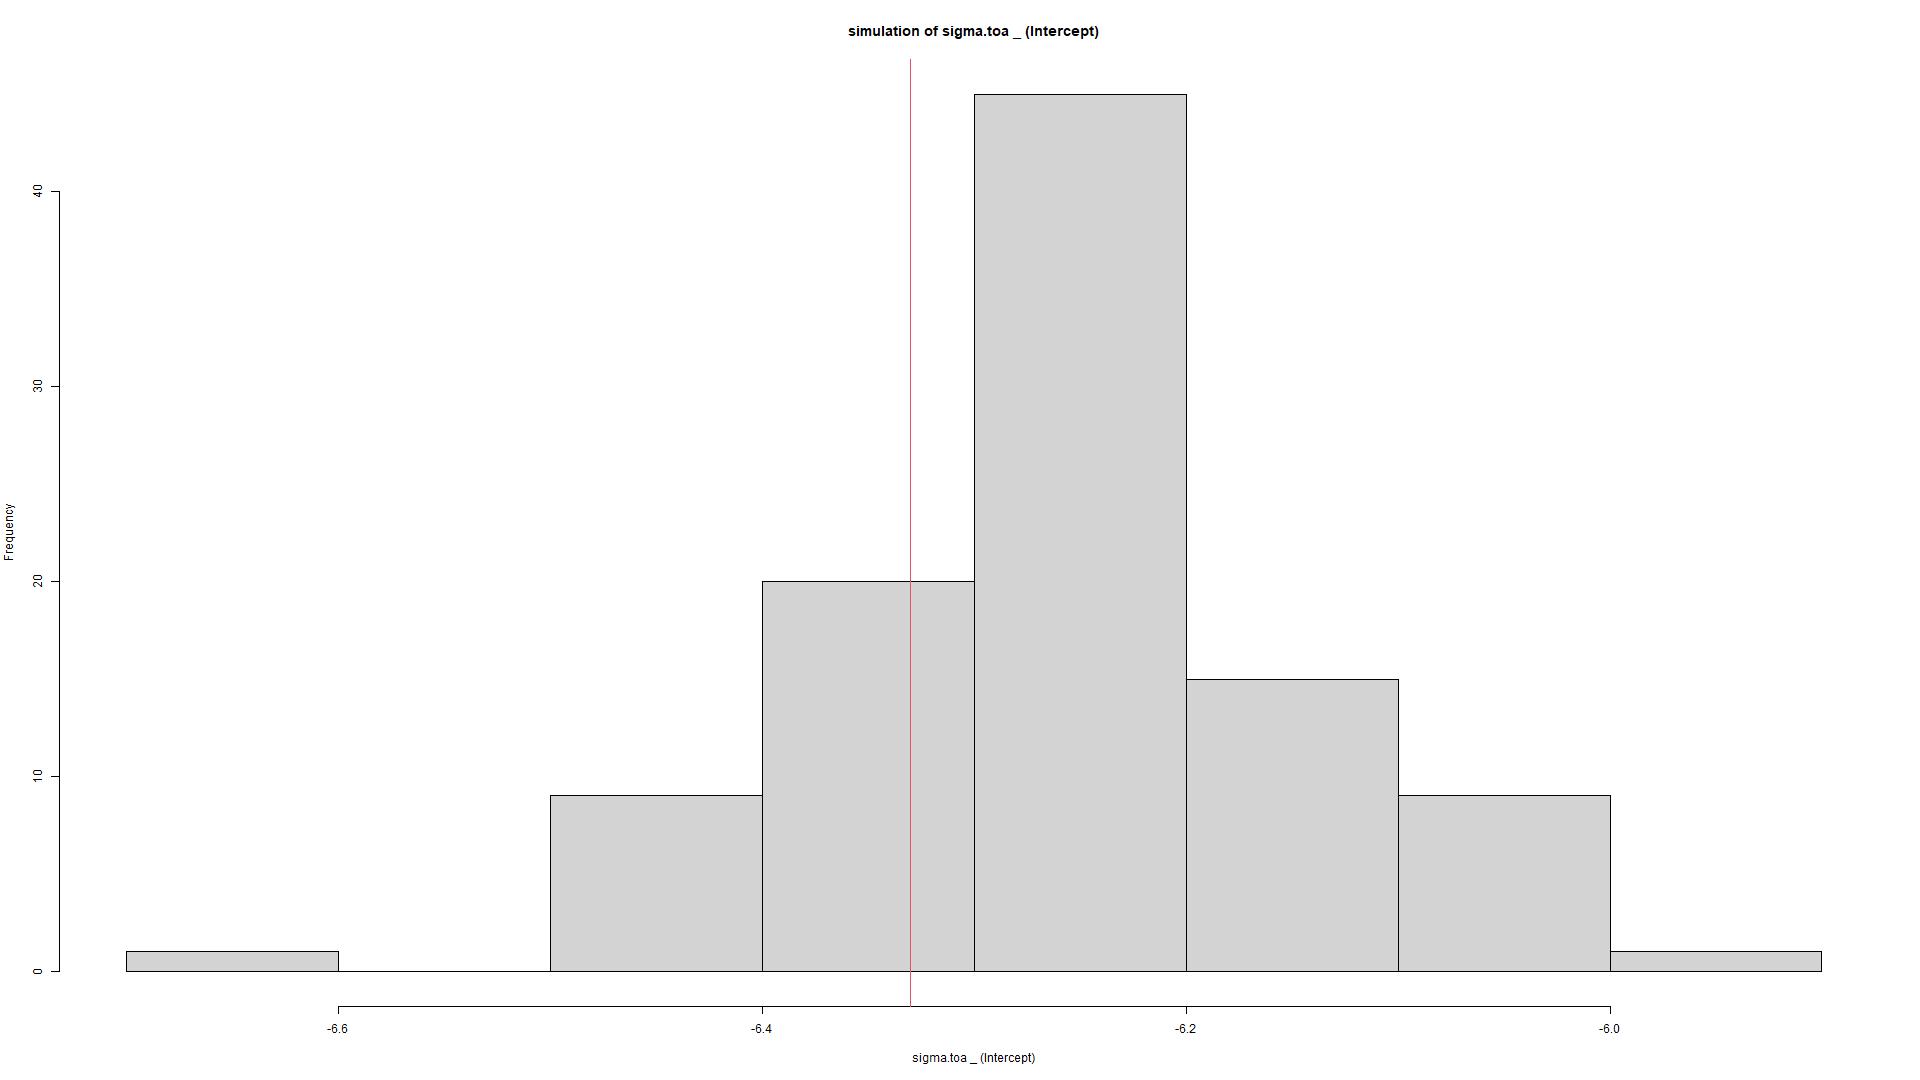 simulation of sigma.toa _ (Intercept)
Frequency
40
30
20
10
0
-6.6 -6.4 -6.2 -6.0
sigma.toa _ (Intercept)